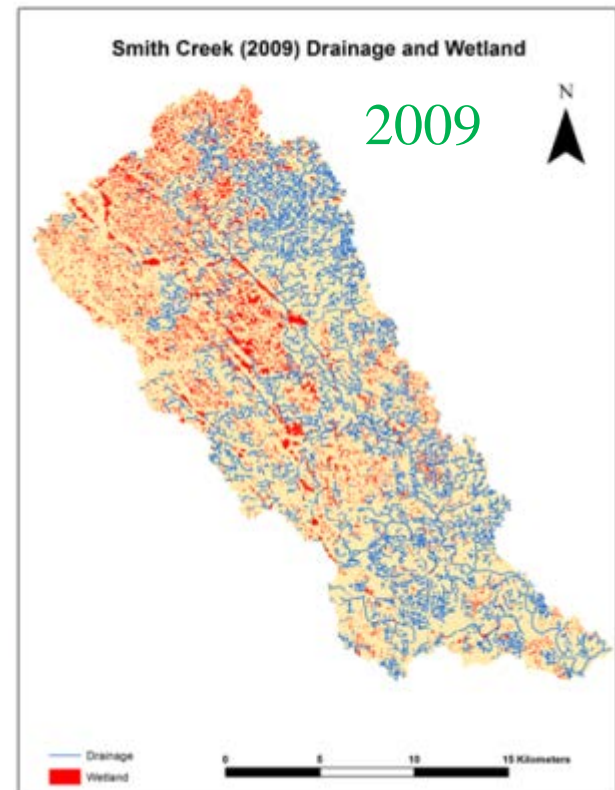 Smith Creek (2009) Drainage and Wetland
2009
N
Drainage
Wetland
0 5 10 15 Kilometers